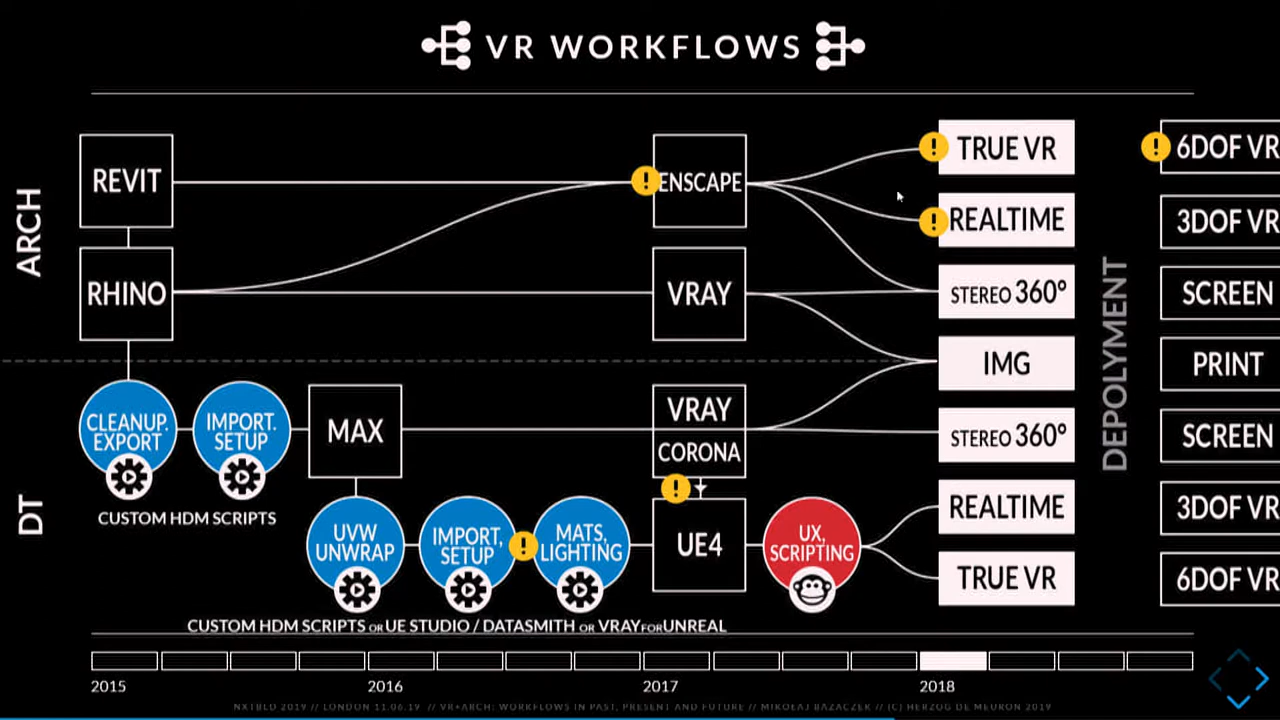 VR WORKFLOWS
ARCH
REVIT
RHINO
ENSCAPE
VRAY
TRUE VR
REALTIME
STEREO 360°
IMG
DEPOLYMENT
6DOF VR
3DOF VR
SCREEN
PRINT
DT
CLEANUP.
EXPORT
IMPORT.
SETUP
CUSTOM HDM SCRIPTS
MAX
VRAY
CORONA
STEREO 360°
SCREEN
UVW
UNWRAP
IMPORT,
SETUP
MATS,
LIGHTING
UE4
UX,
SCRIPTING
REALTIME
TRUE VR
3DOF VR
6DOF VR
CUSTOM HDM SCRIPTS OR UE STUDIO / DATASMITH OR VRAY FOR UNREAL
2015
2016
2017
2018
NXTBLD 2019 // LONDON 11.06.19 // VR+ARCH: WORKFLOWS IN PAST, PRESENT AND FUTURE // MIKOŁAJ BAZACZEK // (C) HERZOG DE MEURON 2019